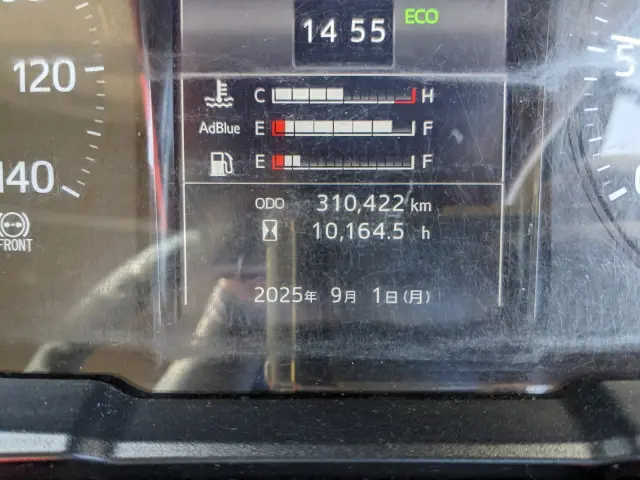 14 55 ECO
120
C H
AdBlue E F
E F
140
ODO 310,422 km
10,164.5 h
FRONT
2025年 9月 1日(月)